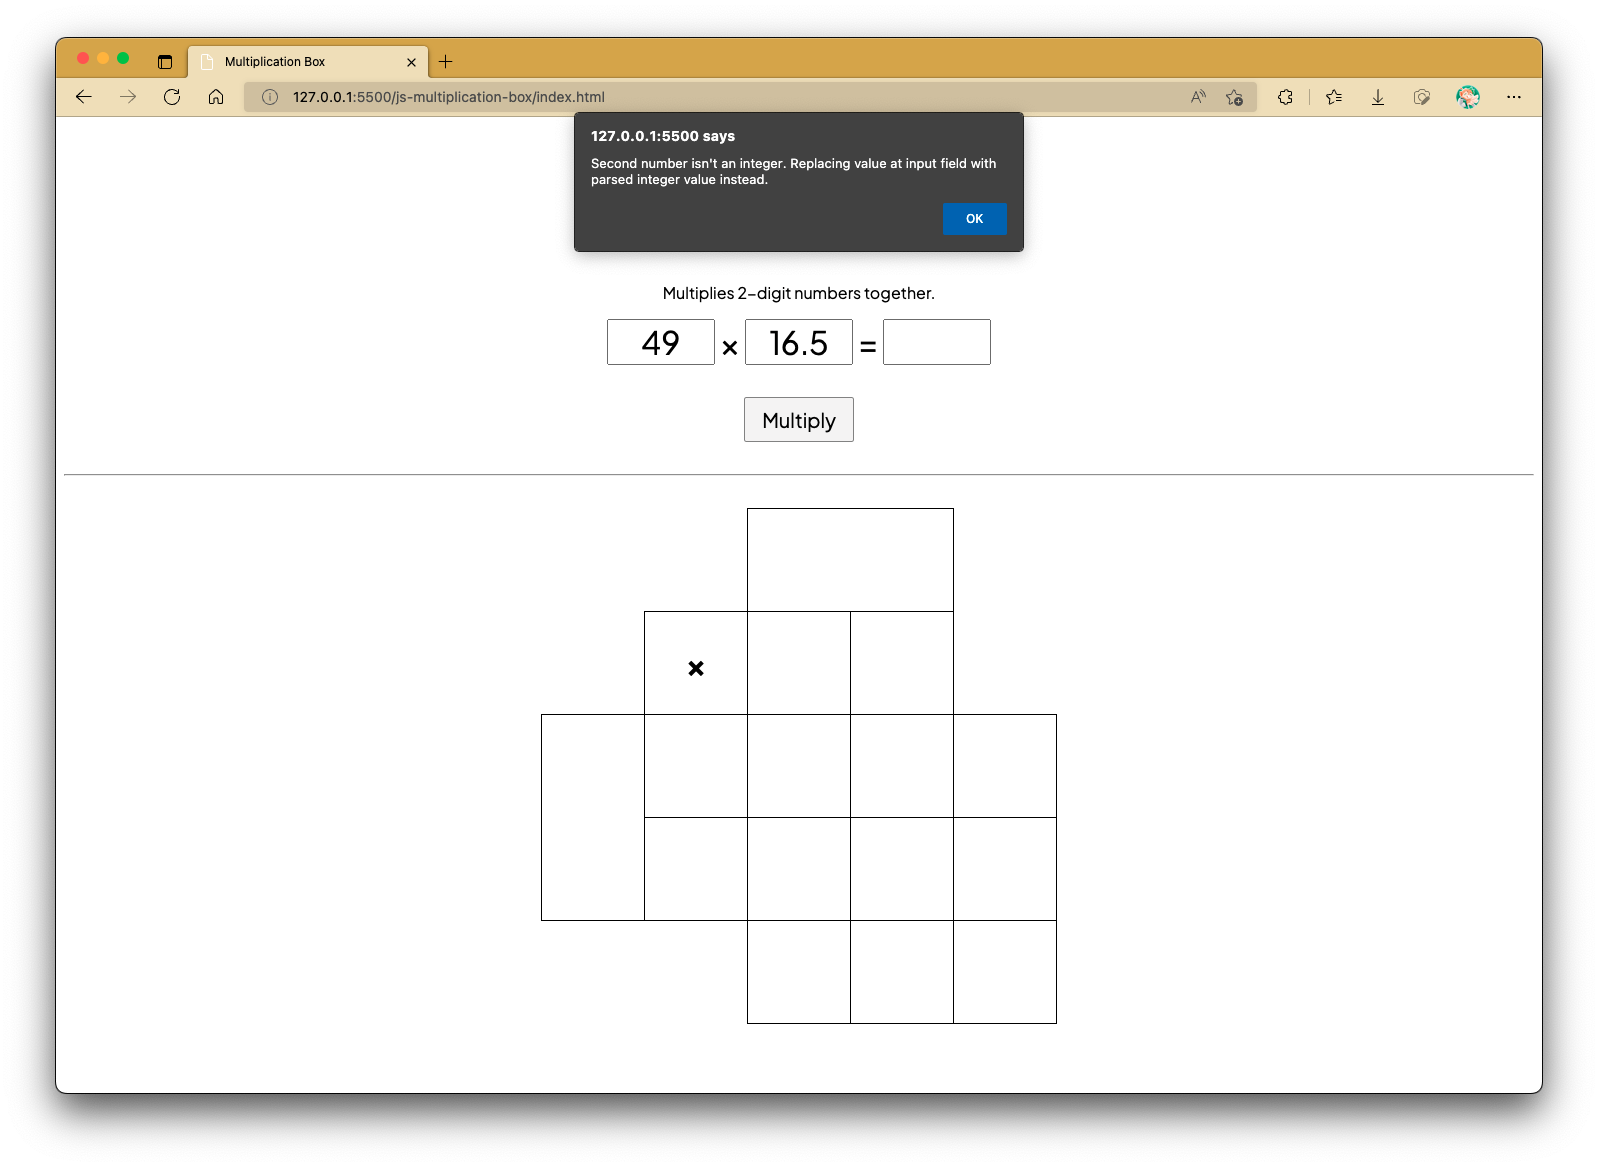 Multiplication Box
127.0.0.1:5500/js-multiplication-box/index.html
127.0.0.1:5500 says
Second number isn't an integer. Replacing value at input field with
parsed integer value instead.
OK
Multiplies 2-digit numbers together.
49 × 16.5 =
Multiply
×